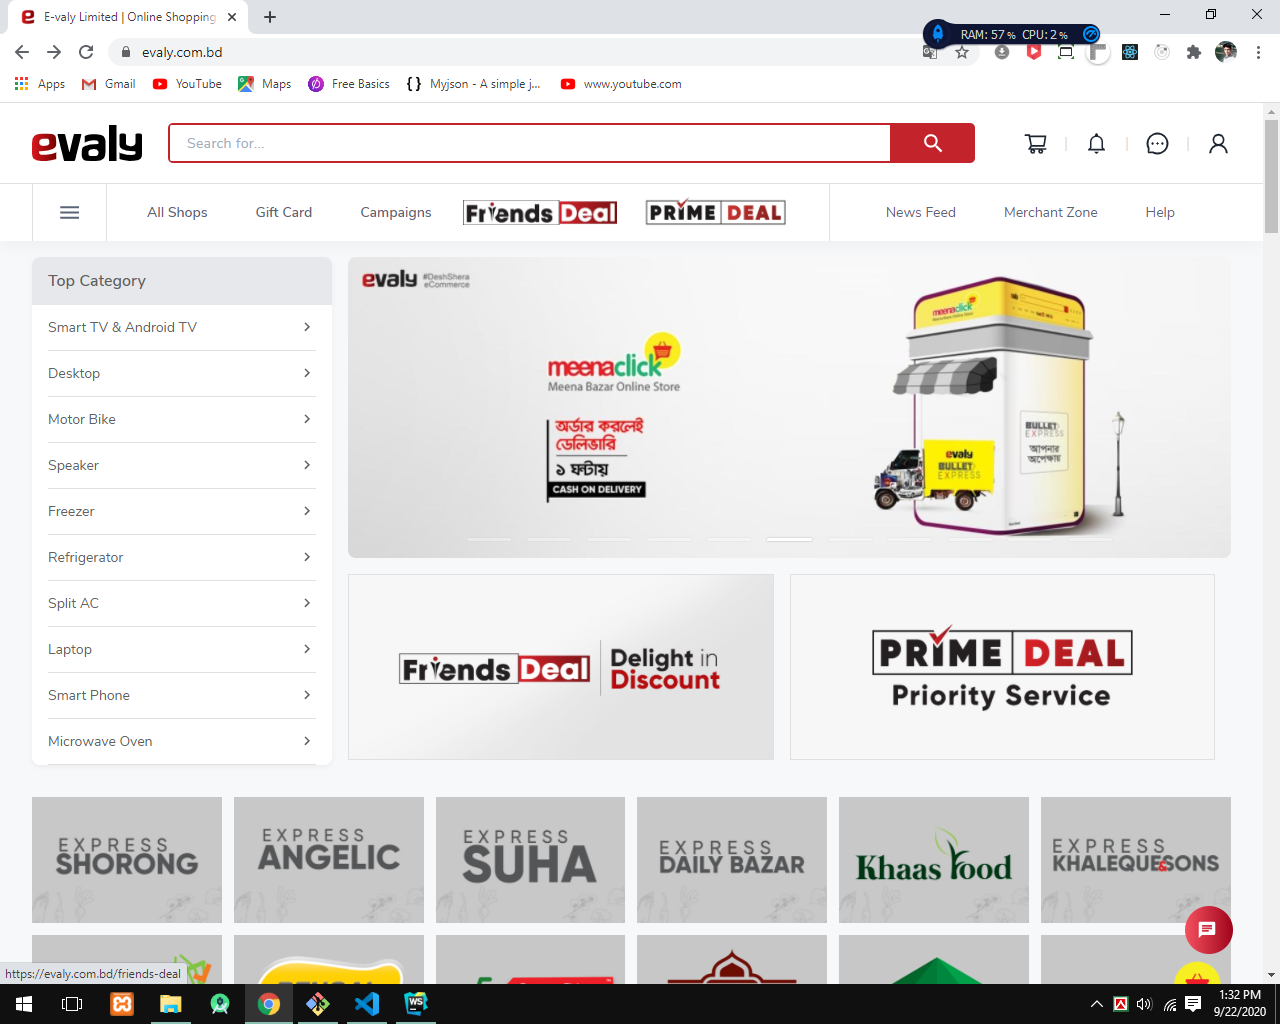 E-valy Limited | Online Shopping
RAM: 57 % CPU: 2 %
evaly.com.bd
Apps
Gmail
YouTube
Maps
Free Basics
Myjson - A simple j...
www.youtube.com
evaly
Search for...
All Shops
Gift Card
Campaigns
Friends Deal
PRIME DEAL
News Feed
Merchant Zone
Help
Top Category
Smart TV & Android TV
Desktop
Motor Bike
Speaker
Freezer
Refrigerator
Split AC
Laptop
Smart Phone
Microwave Oven
evaly #DeshShera
eCommerce
meenaclick
Meena Bazar Online Store
অর্ডার করলেই
ডেলিভারি
১ ঘন্টায়
CASH ON DELIVERY
meenaclick
evaly
BULLET
EXPRESS
BULLET
EXPRESS
আপনার
অপেক্ষায়
Friends Deal
Delight in
Discount
PRIME DEAL
Priority Service
EXPRESS
SHORONG
EXPRESS
ANGELIC
EXPRESS
SUHA
EXPRESS
DAILY BAZAR
Khaas Food
EXPRESS
KHALEQUE&SONS
https://evaly.com.bd/friends-deal
1:32 PM
9/22/2020